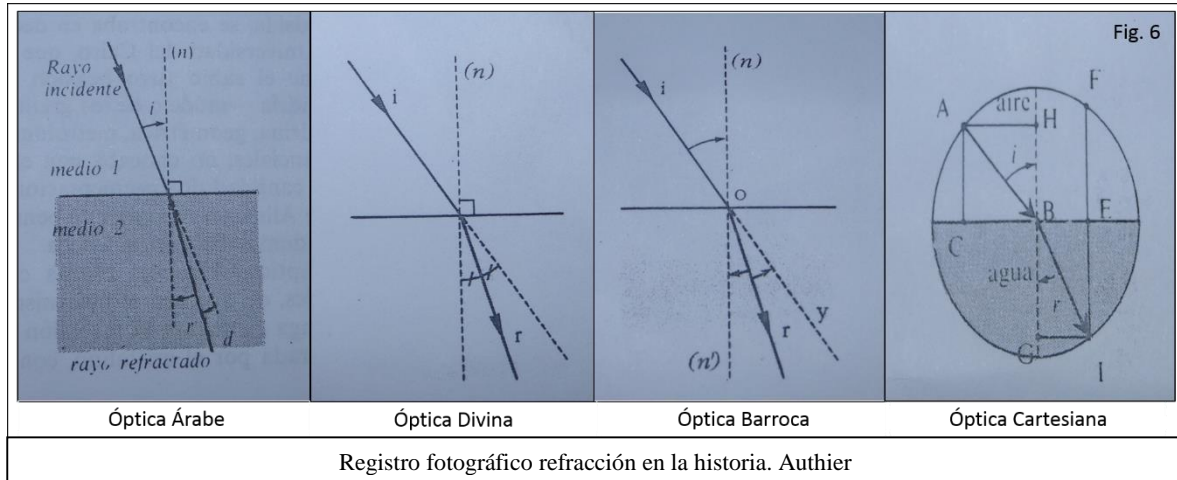 Fig. 6
Rayo
incidente
(n)
i
medio 1
medio 2
r
d
rayo refractado
(n)
i
r
(n)
i
O
y
r
(n')
A
aire
H
F
i
B
E
C
agua
r
G
I
Óptica Árabe
Óptica Divina
Óptica Barroca
Óptica Cartesiana
Registro fotográfico refracción en la historia. Authier